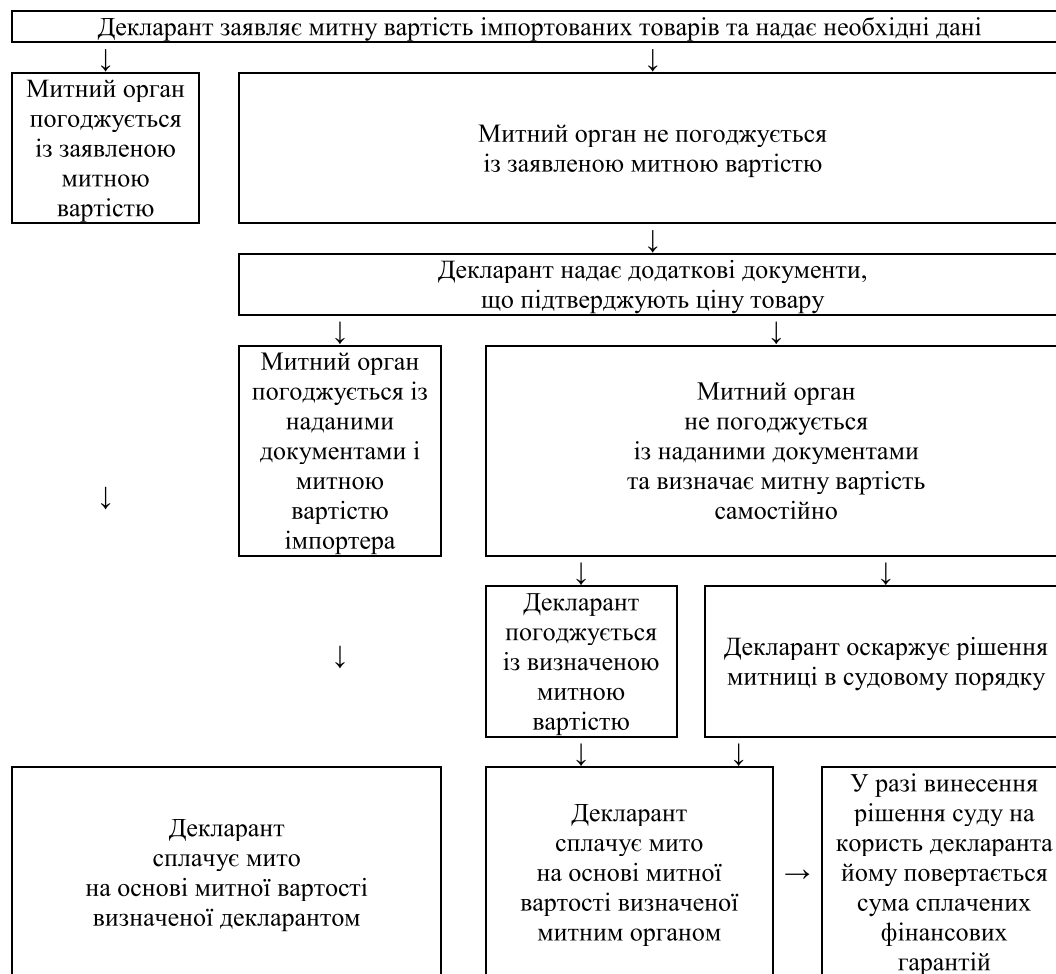 Декларант заявляє митну вартість імпортованих товарів та надає необхідні дані
↓
↓
Митний орган
погоджується
із заявленою
митною
вартістю
Митний орган не погоджується
із заявленою митною вартістю
↓
Декларант надає додаткові документи,
що підтверджують ціну товару
↓
↓
Митний орган
погоджується із
наданими
документами і
митною
вартістю
імпортера
Митний орган
не погоджується
із наданими документами
та визначає митну вартість
самостійно
↓
↓
↓
Декларант
погоджується
із визначеною
митною
вартістю
Декларант оскаржує рішення
митниці в судовому порядку
↓
↓
↓
Декларант
сплачує мито
на основі митної вартості
визначеної декларантом
Декларант
сплачує мито
на основі митної
вартості визначеної
митним органом
→
У разі винесення
рішення суду на
користь декларанта
йому повертається
сума сплачених
фінансових
гарантій